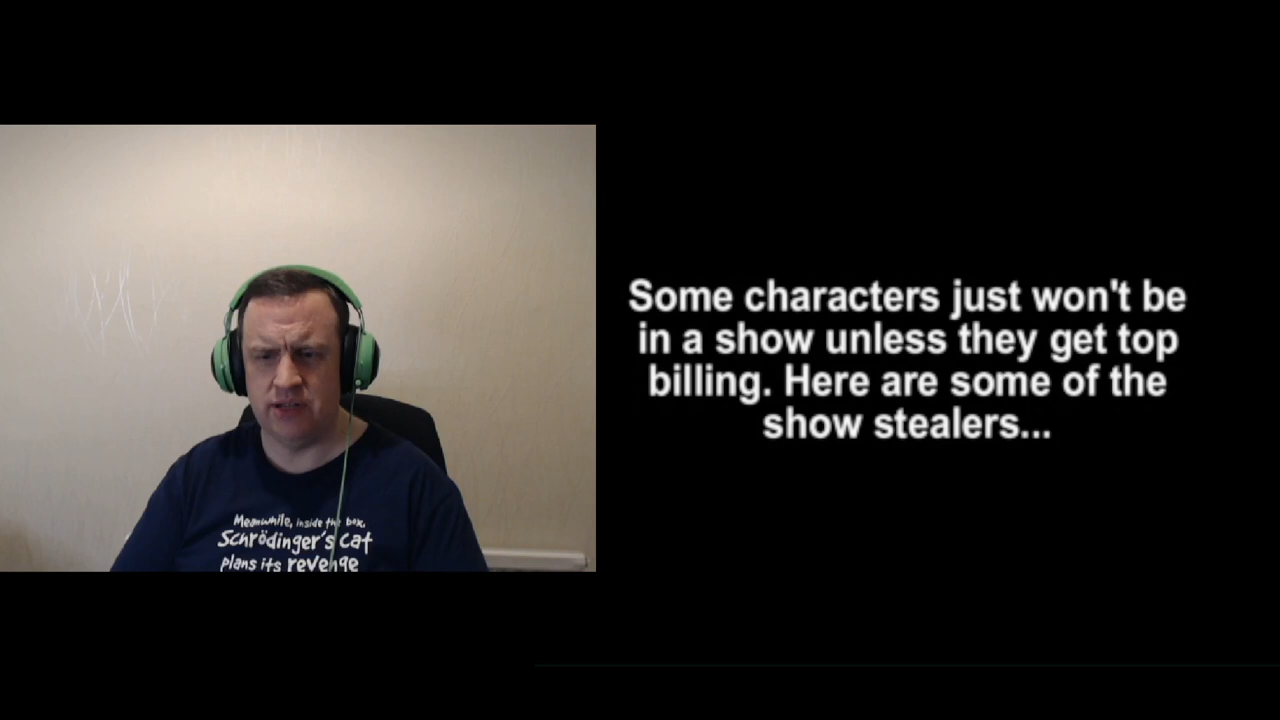 Some characters just won't be
in a show unless they get top
billing. Here are some of the
show stealers...
Meanwhile, inside the box,
Schrödinger's cat
plans its revenge